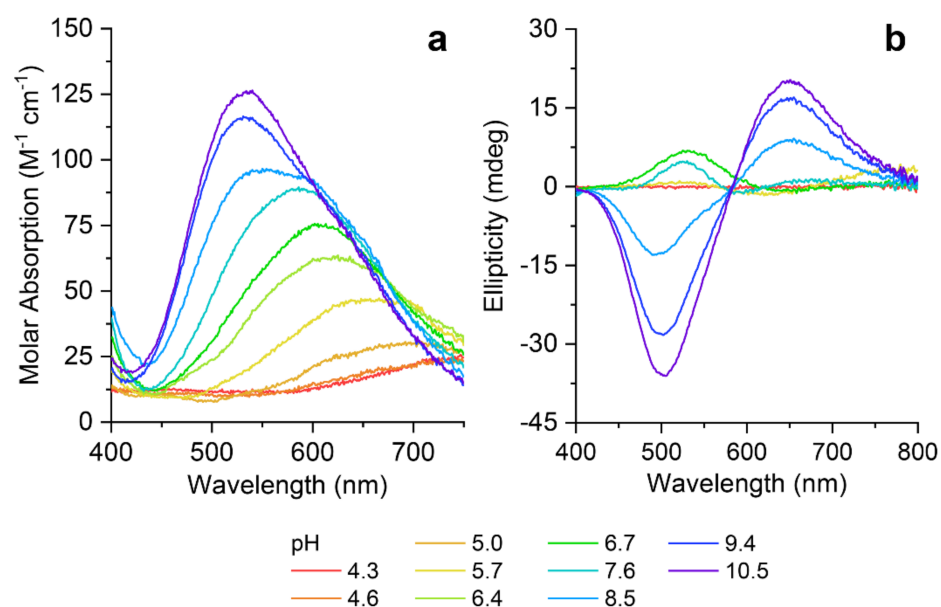 a
b
150
125
100
75
50
25
0
Molar Absorption (M⁻¹ cm⁻¹)
400 500 600 700
Wavelength (nm)
30
15
0
-15
-30
-45
Ellipticity (mdeg)
400 500 600 700 800
Wavelength (nm)
pH 5.0 6.7 9.4
4.3 5.7 7.6 10.5
4.6 6.4 8.5